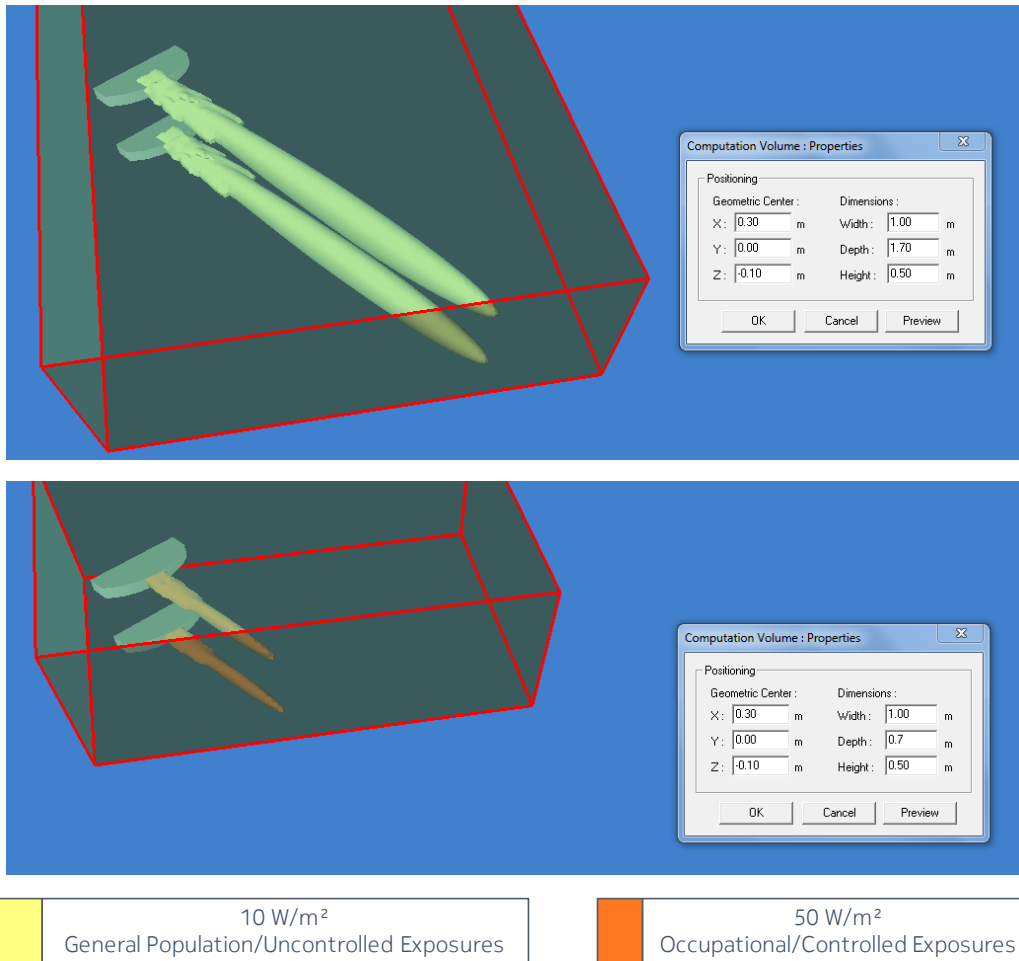 Computation Volume : Properties
Positioning
Geometric Center : Dimensions :
X : 0.30 m Width : 1.00 m
Y : 0.00 m Depth : 1.70 m
Z : -0.10 m Height : 0.50 m
OK Cancel Preview
Computation Volume : Properties
Positioning
Geometric Center : Dimensions :
X : 0.30 m Width : 1.00 m
Y : 0.00 m Depth : 0.7 m
Z : -0.10 m Height : 0.50 m
OK Cancel Preview
10 W/m²
General Population/Uncontrolled Exposures
50 W/m²
Occupational/Controlled Exposures